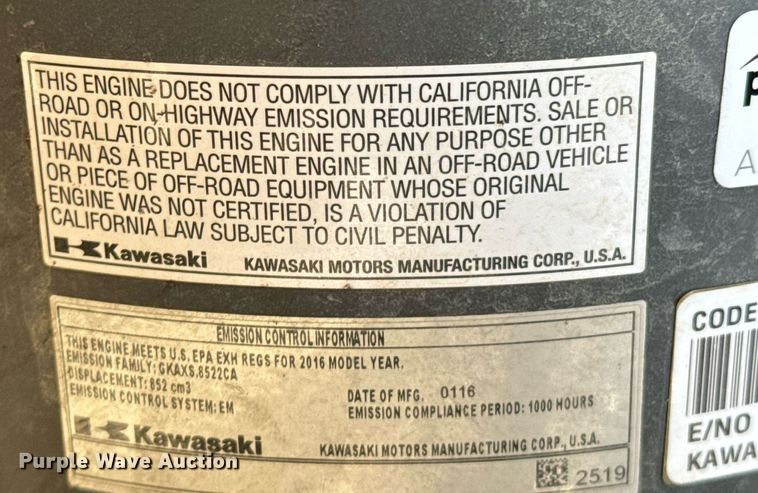 THIS ENGINE DOES NOT COMPLY WITH CALIFORNIA OFF-
ROAD OR ON-HIGHWAY EMISSION REQUIREMENTS. SALE OR
INSTALLATION OF THIS ENGINE FOR ANY PURPOSE OTHER
THAN AS A REPLACEMENT ENGINE IN AN OFF-ROAD VEHICLE
OR PIECE OF OFF-ROAD EQUIPMENT WHOSE ORIGINAL
ENGINE WAS NOT CERTIFIED, IS A VIOLATION OF
CALIFORNIA LAW SUBJECT TO CIVIL PENALTY.
Kawasaki KAWASAKI MOTORS MANUFACTURING CORP., U.S.A.
EMISSION CONTROL INFORMATION
THIS ENGINE MEETS U.S. EPA EXH REGS FOR 2016 MODEL YEAR.
EMISSION FAMILY: GKAXS.8522CA
DISPLACEMENT: 852 cm3
DATE OF MFG. 0116
EMISSION CONTROL SYSTEM: EM
EMISSION COMPLIANCE PERIOD: 1000 HOURS
Kawasaki KAWASAKI MOTORS MANUFACTURING CORP., U.S.A.
2519
CODE
E/NO
KAWA
A
Purple Wave Auction